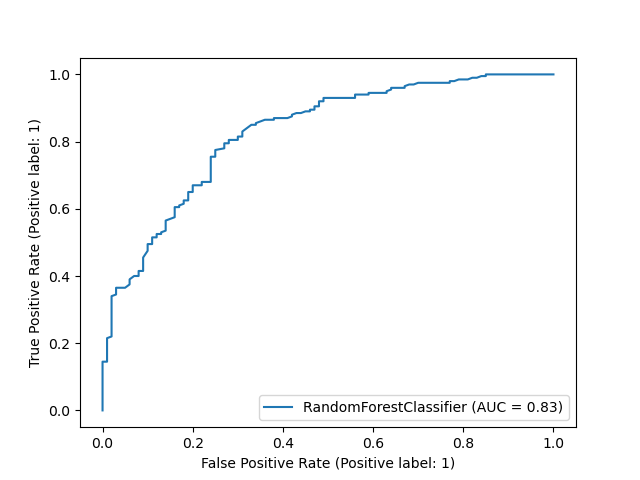 1.0
0.8
0.6
0.4
0.2
0.0
True Positive Rate (Positive label: 1)
RandomForestClassifier (AUC = 0.83)
0.0 0.2 0.4 0.6 0.8 1.0
False Positive Rate (Positive label: 1)